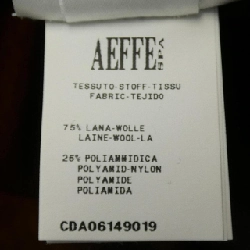 AEFFE S.P.A.
TESSUTO-STOFF-TISSU
FABRIC-TEJIDO
75% LANA-WOLLE
LAINE-WOOL-LA
25% POLIAMMIDICA
POLYAMID-NYLON
POLYAMIDE
POLIAMIDA
CDA06149019